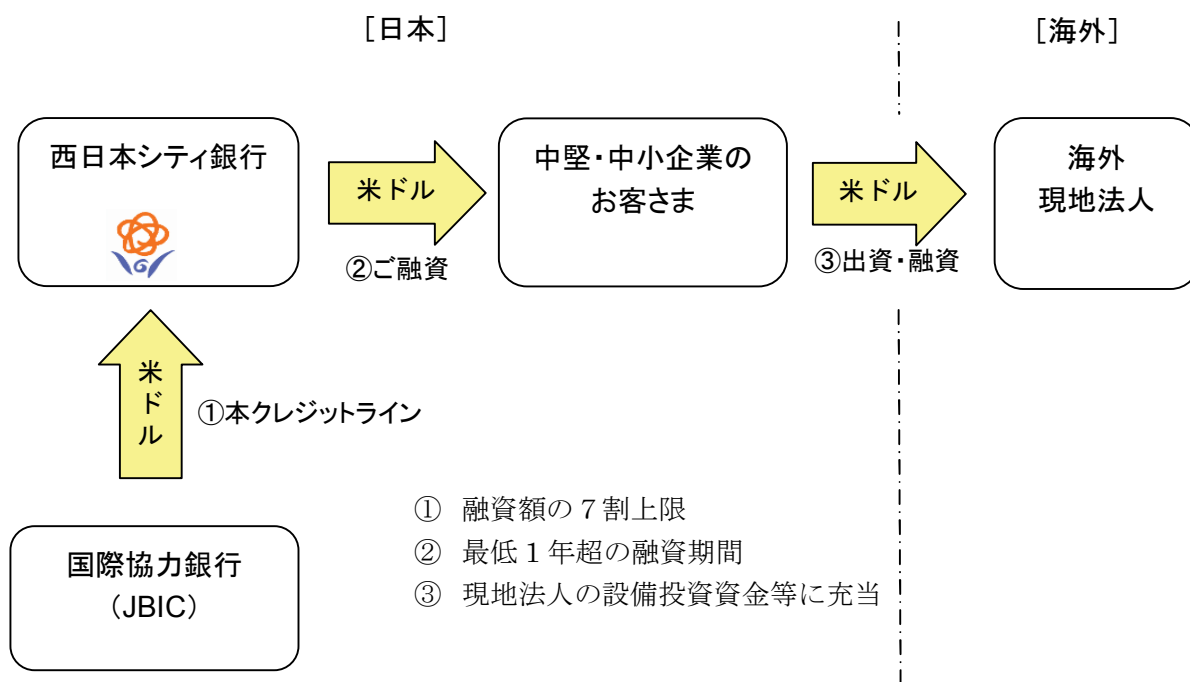 [日本]
[海外]
西日本シティ銀行
米ドル
②ご融資
中堅・中小企業の
お客さま
米ドル
③出資・融資
海外
現地法人
米ドル
①本クレジットライン
国際協力銀行
(JBIC)
① 融資額の7割上限
② 最低1年超の融資期間
③ 現地法人の設備投資資金等に充当